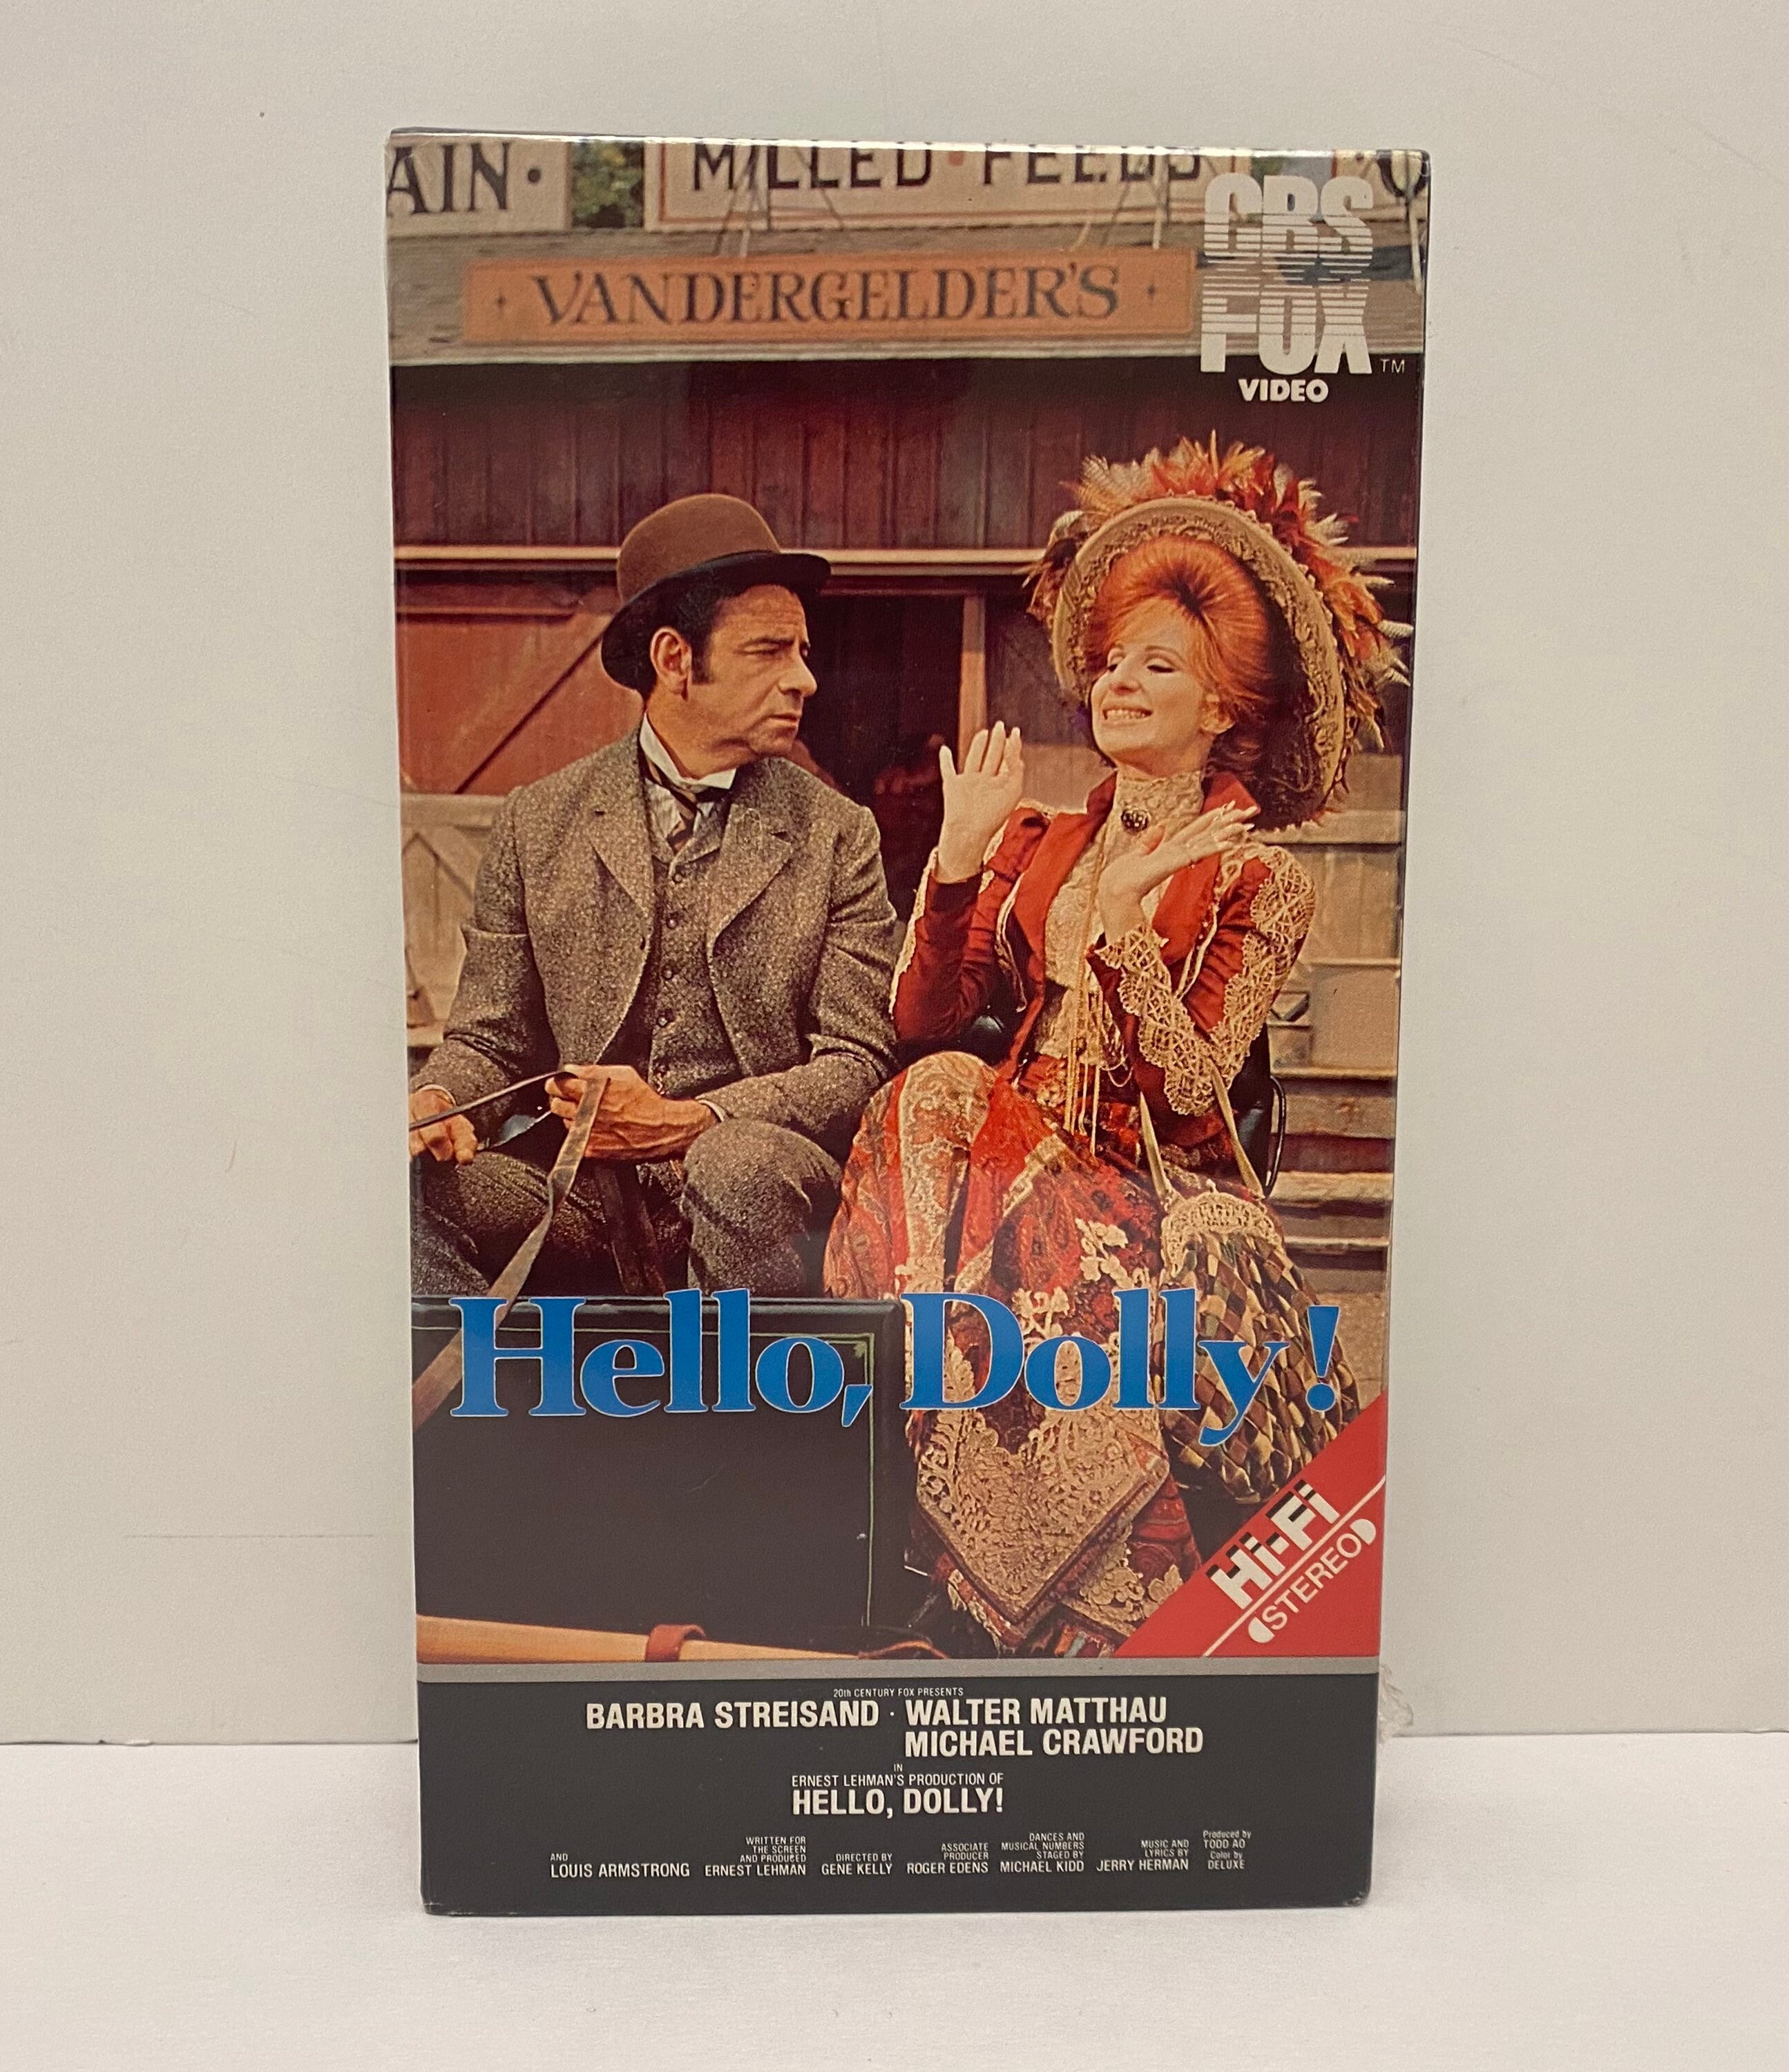 AIN ·
MILLED · FEEDS
VANDERGELDER'S
CBS
FOX
TM
VIDEO
Hello, Dolly!
Hi-Fi
STEREO
20th CENTURY FOX PRESENTS
BARBRA STREISAND · WALTER MATTHAU
MICHAEL CRAWFORD
IN
ERNEST LEHMAN'S PRODUCTION OF
HELLO, DOLLY!
AND
LOUIS ARMSTRONG
WRITTEN FOR
THE SCREEN
AND PRODUCED
ERNEST LEHMAN
DIRECTED BY
GENE KELLY
ASSOCIATE
PRODUCER
ROGER EDENS
DANCES AND
MUSICAL NUMBERS
STAGED BY
MICHAEL KIDD
MUSIC AND
LYRICS BY
JERRY HERMAN
Produced by
TODD AO
Color by
DELUXE